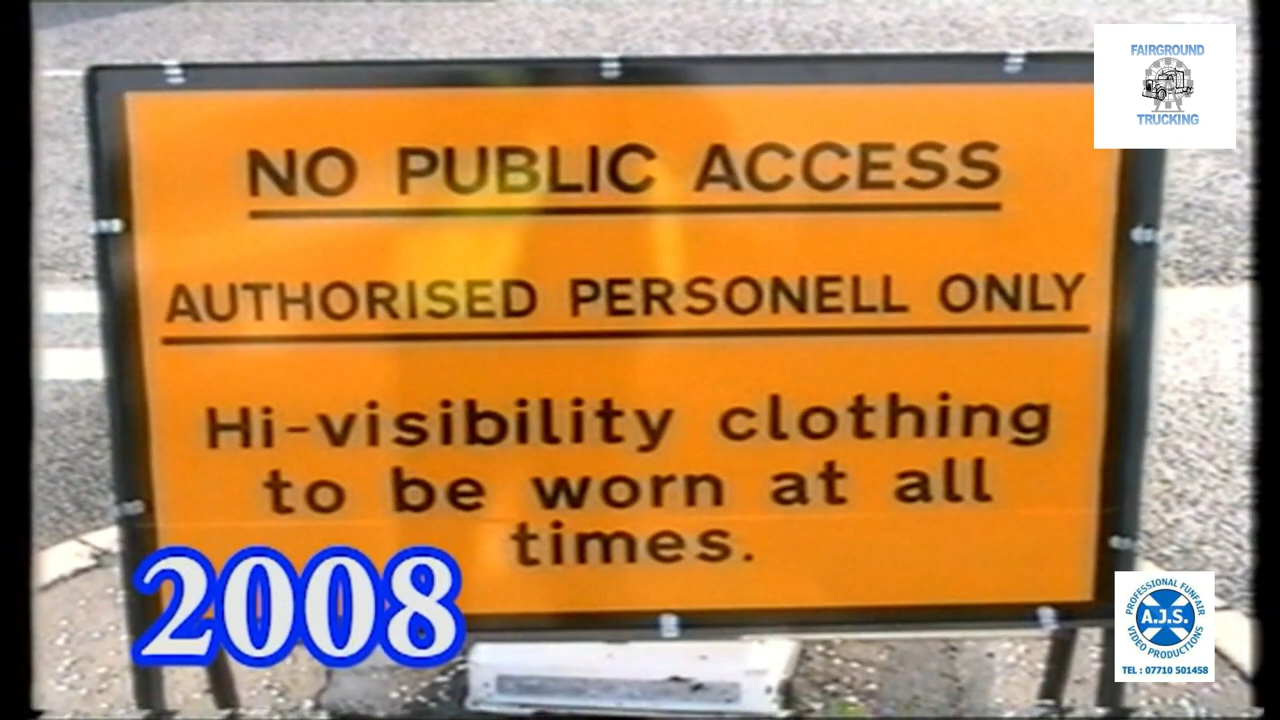 FAIRGROUND
TRUCKING
NO PUBLIC ACCESS
AUTHORISED PERSONELL ONLY
Hi-visibility clothing
to be worn at all
times.
2008
PROFESSIONAL FUNFAIR
A.J.S.
VIDEO PRODUCTIONS
TEL : 07710 501458